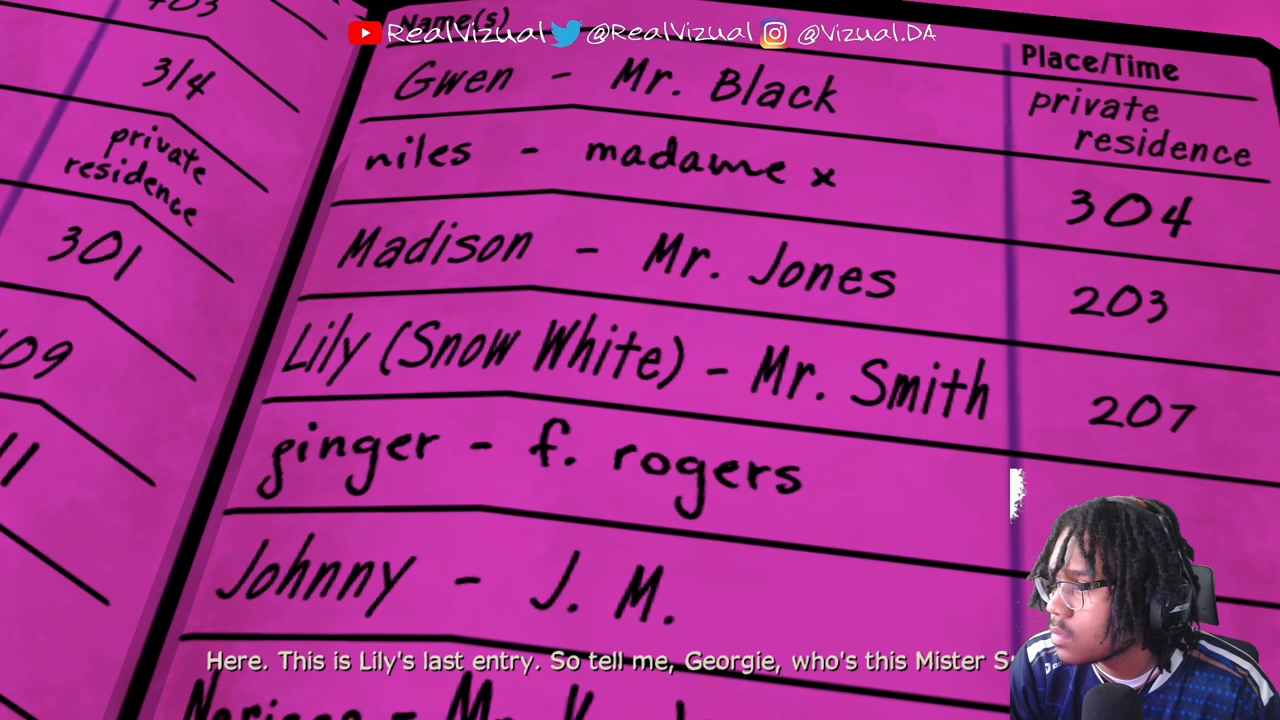 RealVizual @RealVizual @Vizual.DA
403
314
private
residence
301
Name(s)
Place/Time
Gwen - Mr. Black
private
residence
niles - madame x
304
Madison - Mr. Jones
203
Lily (Snow White) - Mr. Smith
207
ginger - f. rogers
Johnny - J. M.
Here. This is Lily's last entry. So tell me, Georgie, who's this Mister